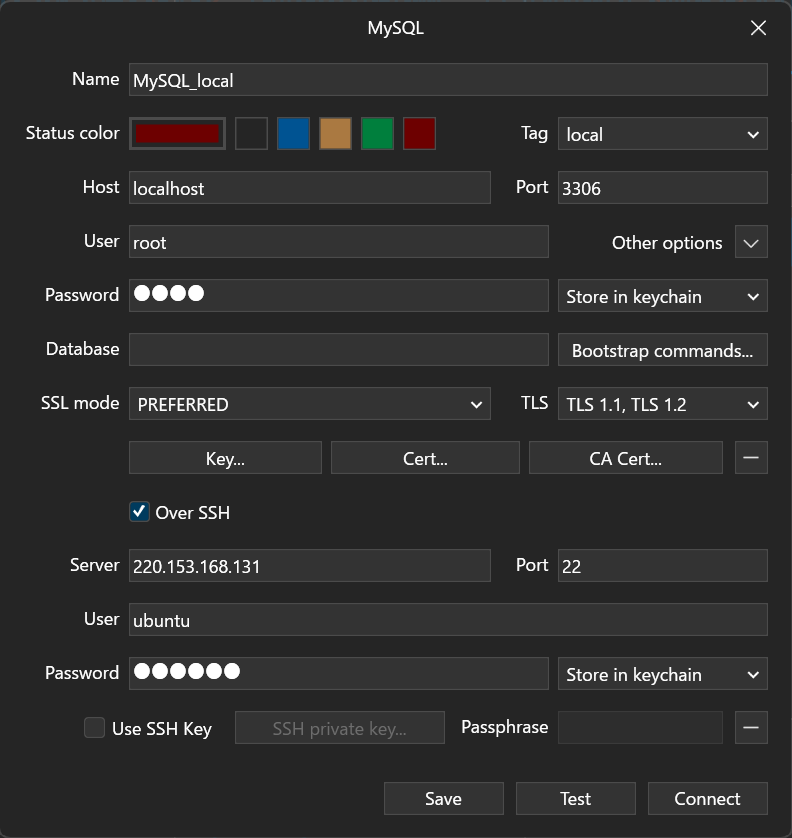 MySQL
Name MySQL_local
Status color Tag local
Host localhost Port 3306
User root Other options
Password Store in keychain
Database Bootstrap commands...
SSL mode PREFERRED TLS TLS 1.1, TLS 1.2
Key... Cert... CA Cert...
Over SSH
Server 220.153.168.131 Port 22
User ubuntu
Password Store in keychain
Use SSH Key SSH private key... Passphrase
Save Test Connect